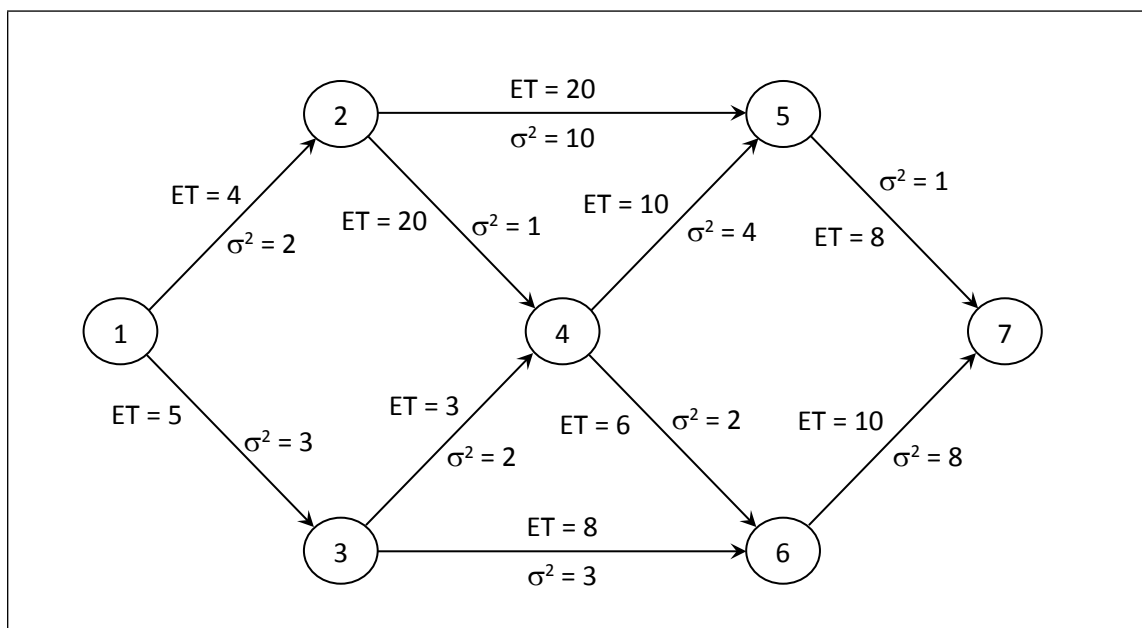 ET = 20
2
5
σ² = 10
σ² = 1
ET = 4
ET = 10
ET = 20
σ² = 1
σ² = 4
ET = 8
σ² = 2
1
4
7
ET = 3
ET = 5
σ² = 2
ET = 10
ET = 6
σ² = 3
σ² = 2
σ² = 8
ET = 8
3
6
σ² = 3